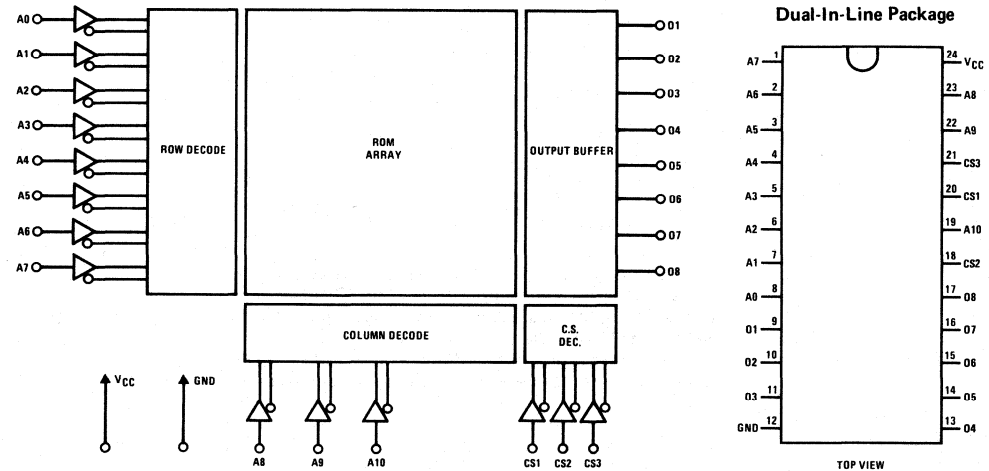 A0
A1
A2
A3
A4
A5
A6
A7
ROW DECODE
ROM
ARRAY
OUTPUT BUFFER
O1
O2
O3
O4
O5
O6
O7
O8
COLUMN DECODE
C.S.
DEC.
VCC
GND
A8
A9
A10
CS1
CS2
CS3
Dual-In-Line Package
A7 1
A6 2
A5 3
A4 4
A3 5
A2 6
A1 7
A0 8
O1 9
O2 10
O3 11
GND 12
24 VCC
23 A8
22 A9
21 CS3
20 CS1
19 A10
18 CS2
17 O8
16 O7
15 O6
14 O5
13 O4
TOP VIEW